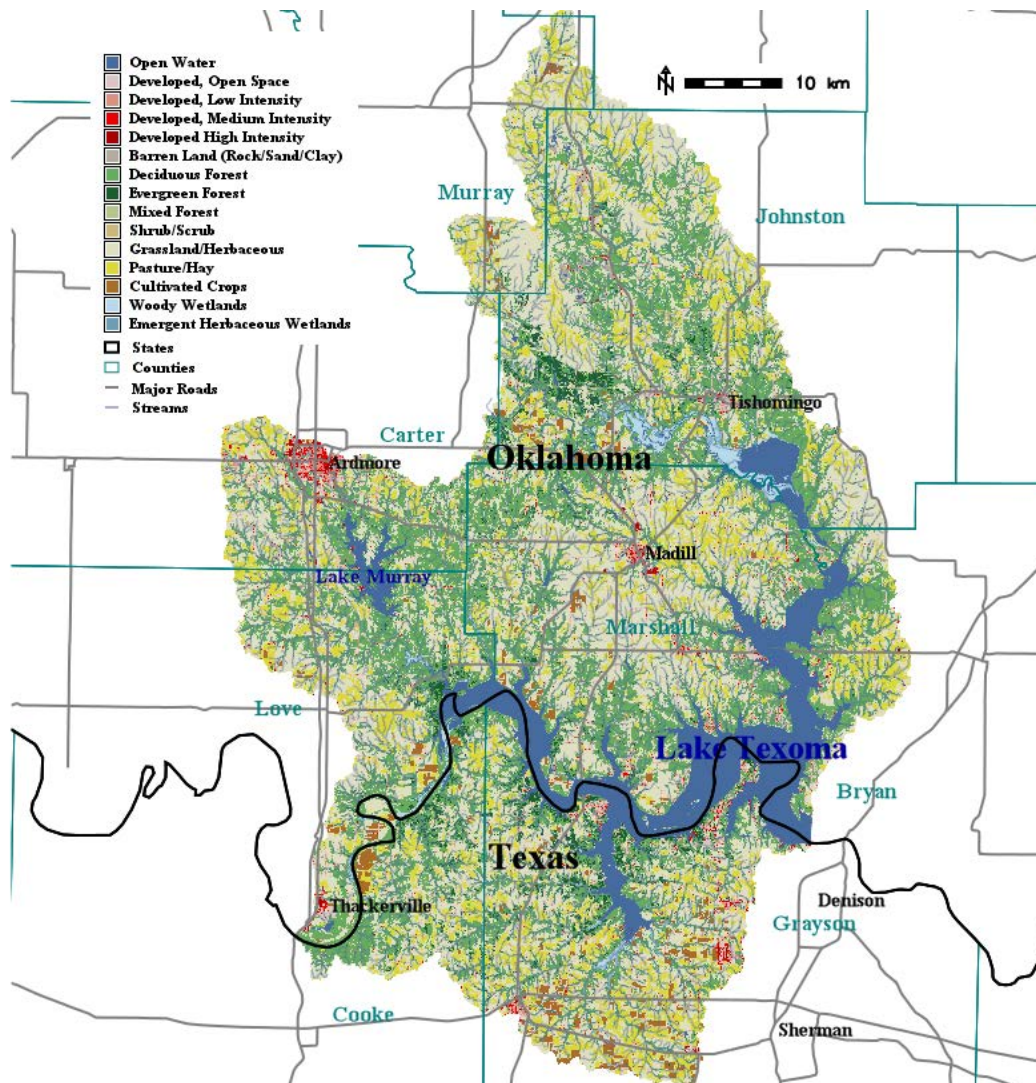 Open Water
Developed, Open Space
Developed, Low Intensity
Developed, Medium Intensity
Developed High Intensity
Barren Land (Rock/Sand/Clay)
Deciduous Forest
Evergreen Forest
Mixed Forest
Shrub/Scrub
Grassland/Herbaceous
Pasture/Hay
Cultivated Crops
Woody Wetlands
Emergent Herbaceous Wetlands
States
Counties
Major Roads
Streams
N
10 km
Murray
Johnston
Tishomingo
Carter
Oklahoma
Ardmore
Madill
Lake Murray
Marshall
Love
Lake Texoma
Bryan
Texas
Thackerville
Denison
Grayson
Cooke
Sherman